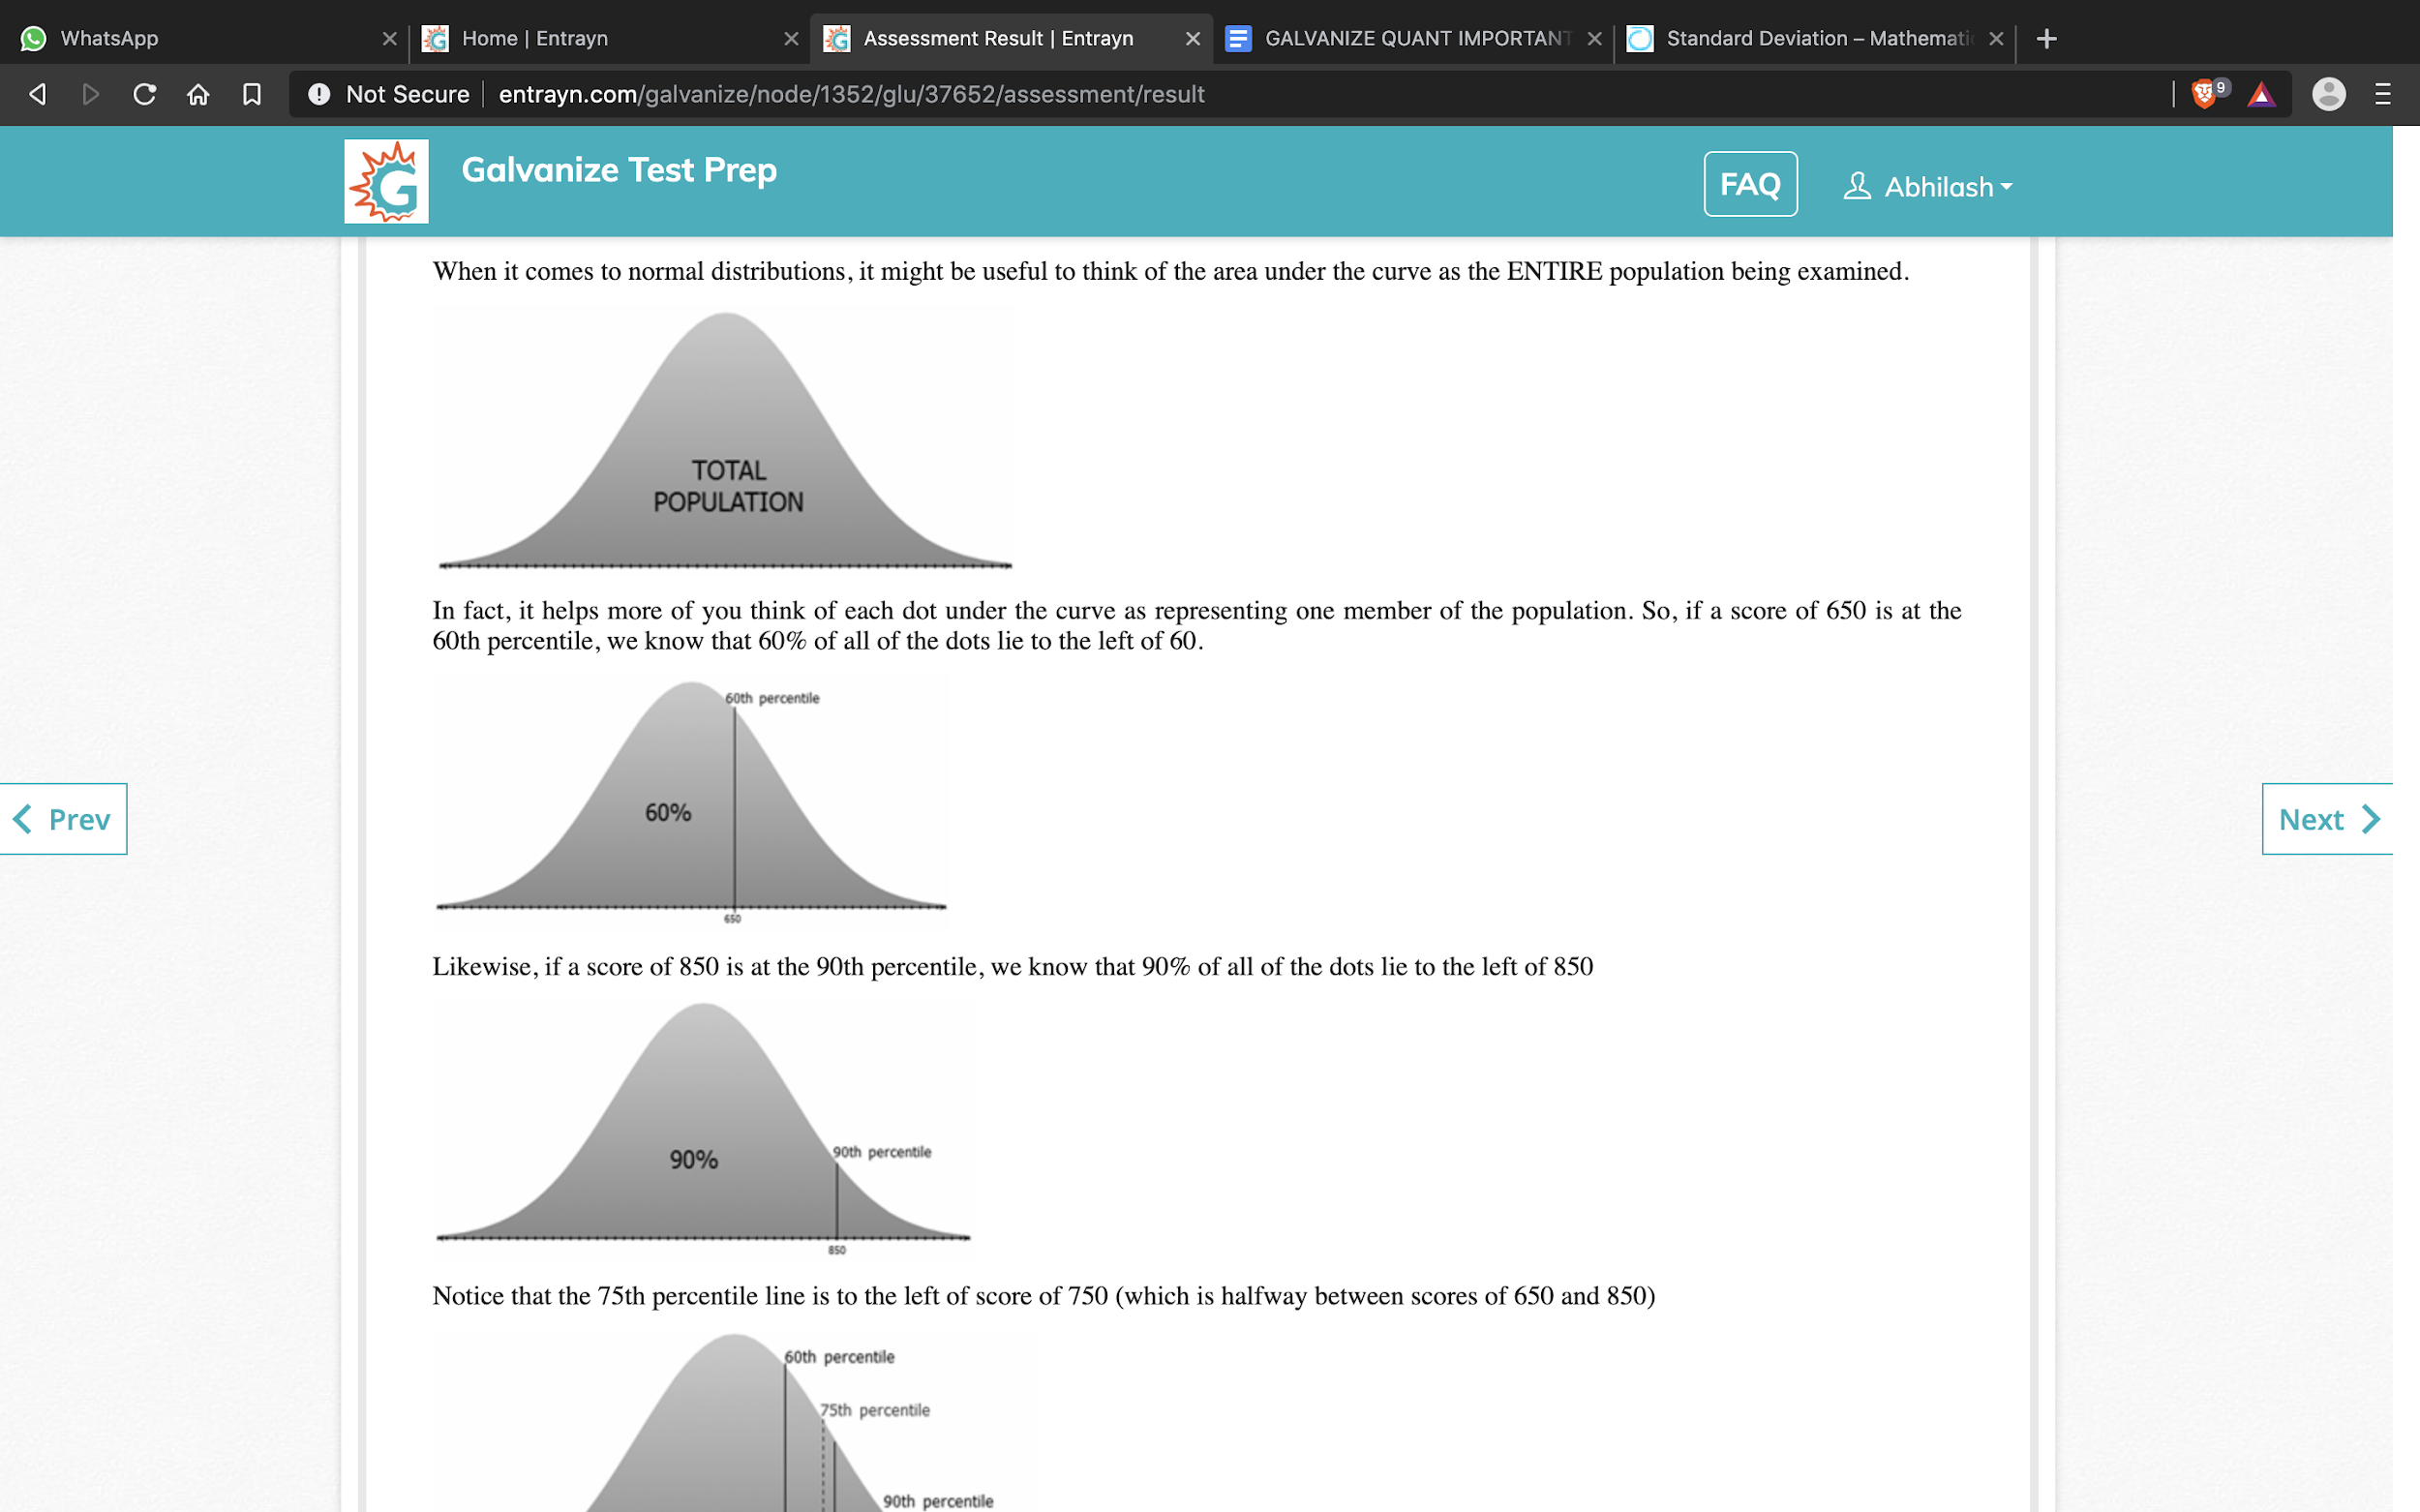 WhatsApp
Home | Entrayn
Assessment Result | Entrayn
GALVANIZE QUANT IMPORTANT
Standard Deviation – Mathemati
Not Secure
entrayn.com/galvanize/node/1352/glu/37652/assessment/result
9
G
Galvanize Test Prep
FAQ
Abhilash
When it comes to normal distributions, it might be useful to think of the area under the curve as the ENTIRE population being examined.
TOTAL
POPULATION
In fact, it helps more of you think of each dot under the curve as representing one member of the population. So, if a score of 650 is at the
60th percentile, we know that 60% of all of the dots lie to the left of 60.
60th percentile
60%
650
Prev
Next
Likewise, if a score of 850 is at the 90th percentile, we know that 90% of all of the dots lie to the left of 850
90th percentile
90%
850
Notice that the 75th percentile line is to the left of score of 750 (which is halfway between scores of 650 and 850)
60th percentile
75th percentile
90th percentile